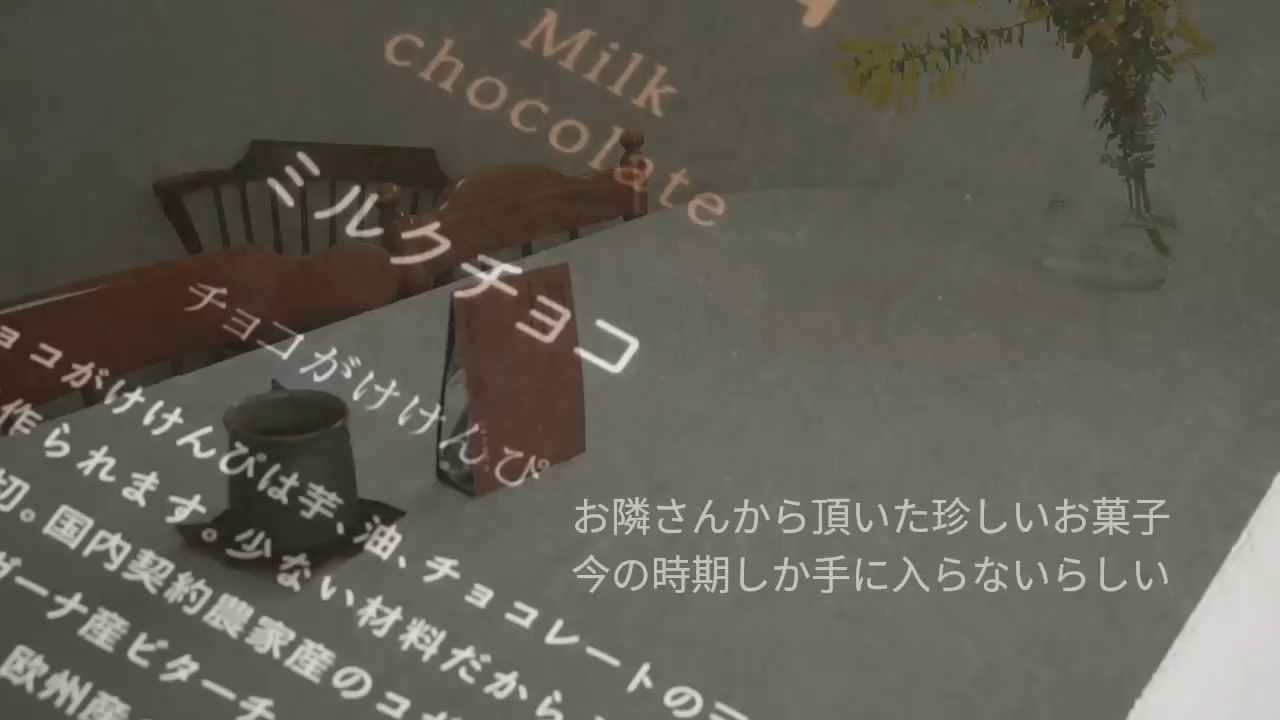 Milk
chocolate
ミルクチョコ
チョコがけけんぴ
ョコがけけんぴは芋、油、チョコレートの
作られます。少ない材料だから
切。国内契約農家産のコガ
ガーナ産ビターチ
欧州産
お隣さんから頂いた珍しいお菓子
今の時期しか手に入らないらしい